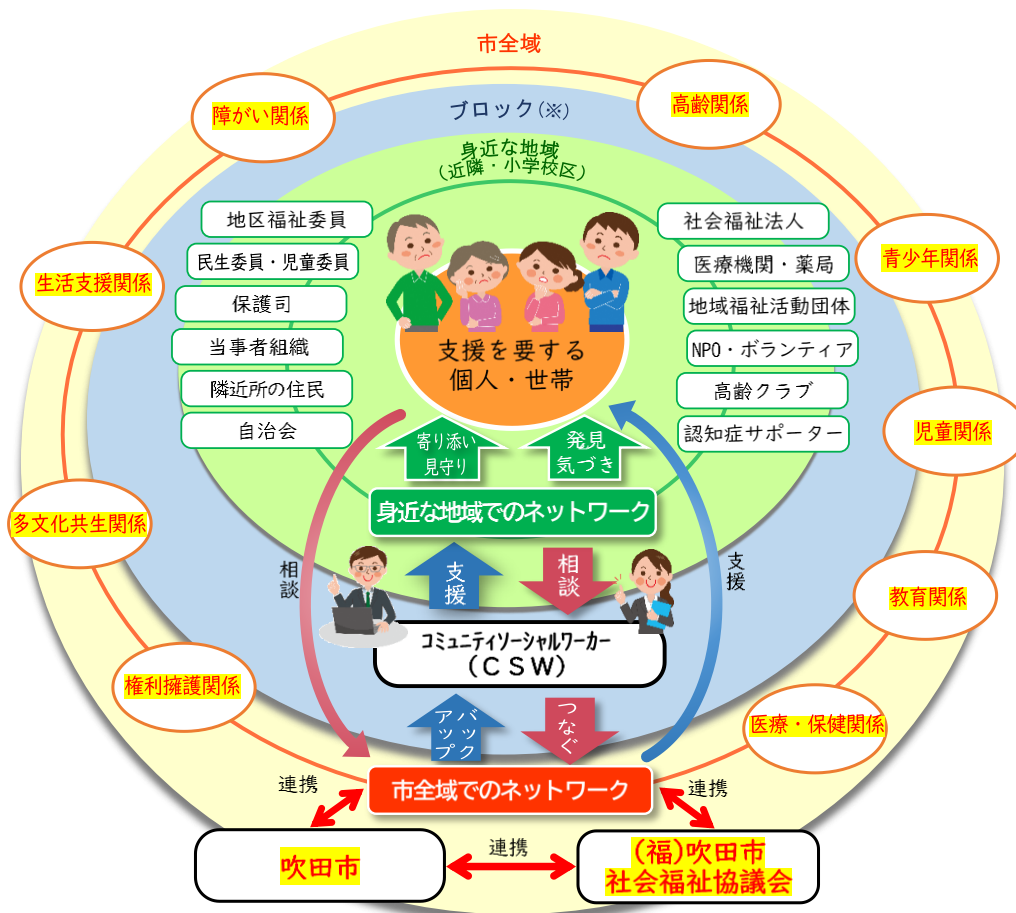 市全域
障がい関係
高齢関係
ブロック(※)
身近な地域
(近隣・小学校区)
地区福祉委員
民生委員・児童委員
保護司
当事者組織
隣近所の住民
自治会
社会福祉法人
医療機関・薬局
地域福祉活動団体
NPO・ボランティア
高齢クラブ
認知症サポーター
生活支援関係
青少年関係
支援を要する
個人・世帯
児童関係
寄り添い
見守り
発見
気づき
身近な地域でのネットワーク
多文化共生関係
相談
支援
相談
支援
教育関係
コミュニティソーシャルワーカー
(CSW)
権利擁護関係
医療・保健関係
バック
アップ
つなぐ
市全域でのネットワーク
連携
連携
吹田市
連携
(福)吹田市
社会福祉協議会